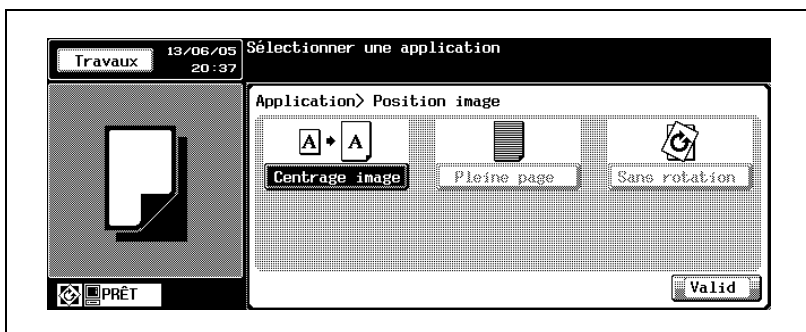 Travaux
13/06/05
20:37
Sélectionner une application
Application> Position image
A A
Centrage image
Pleine page
Sans rotation
Valid
PRÊT